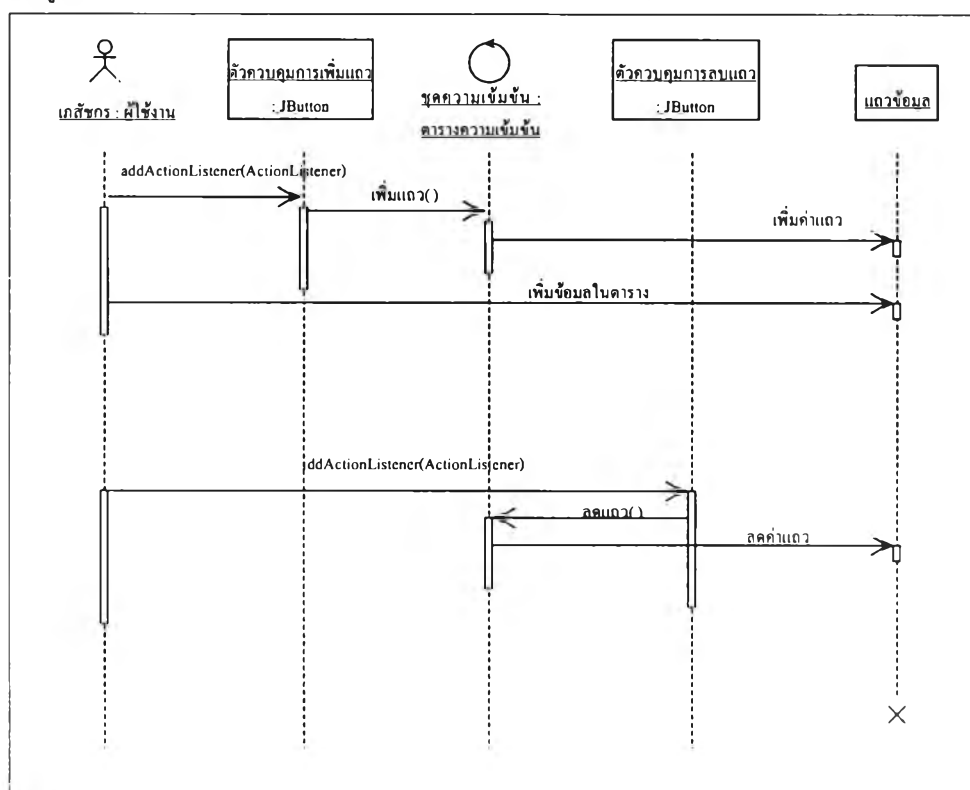 ตัวควบคุมการเพิ่มแถว
: JButton
ตัวควบคุมการลบแถว
: JButton
เภสัชกร : ผู้ใช้งาน
ชุดความเข้มข้น :
ตารางความเข้มข้น
แถวข้อมูล
addActionListener(ActionListener)
เพิ่มแถว( )
เพิ่มค่าแถว
เพิ่มข้อมูลในตาราง
ddActionListener(ActionListener)
ลดแถว( )
ลดค่าแถว